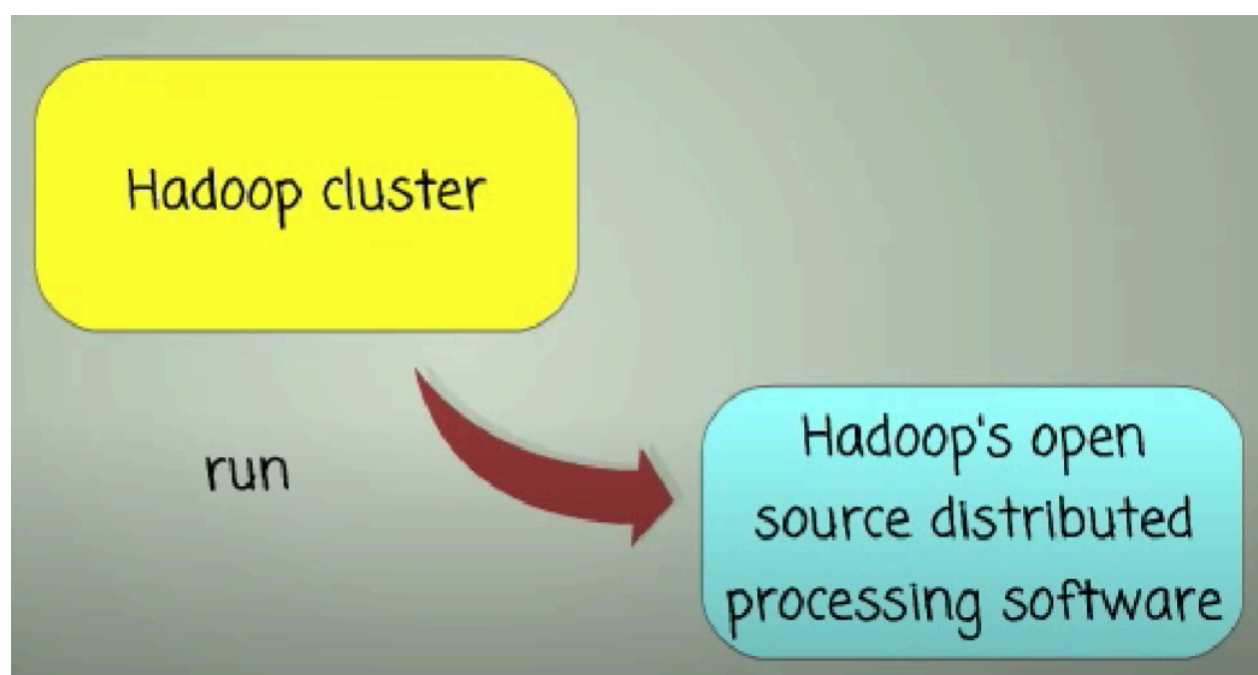 Hadoop cluster
run
Hadoop's open
source distributed
processing software